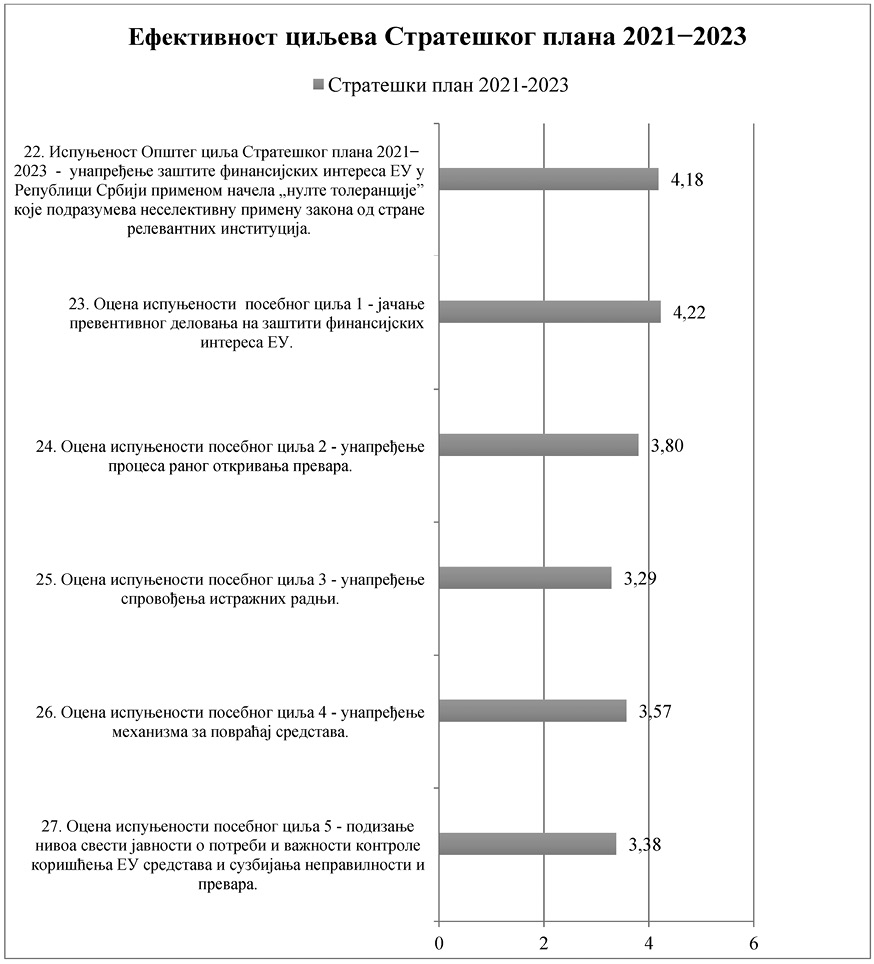 Ефективност циљева Стратешког плана 2021−2023
Стратешки план 2021-2023
22. Испуњеност Општег циља Стратешког плана 2021−
2023 - унапређење заштите финансијских интереса ЕУ у
Републици Србији применом начела „нулте толеранције”
које подразумева неселективну примену закона од стране
релевантних институција.
4,18
23. Оцена испуњености посебног циља 1 - јачање
превентивног деловања на заштити финансијских
интереса ЕУ.
4,22
24. Оцена испуњености посебног циља 2 - унапређење
процеса раног откривања превара.
3,80
25. Оцена испуњености посебног циља 3 - унапређење
спровођења истражних радњи.
3,29
26. Оцена испуњености посебног циља 4 - унапређење
механизма за повраћај средстава.
3,57
27. Оцена испуњености посебног циља 5 - подизање
нивоа свести јавности о потреби и важности контроле
коришћења ЕУ средстава и сузбијања неправилности и
превара.
3,38
0 2 4 6